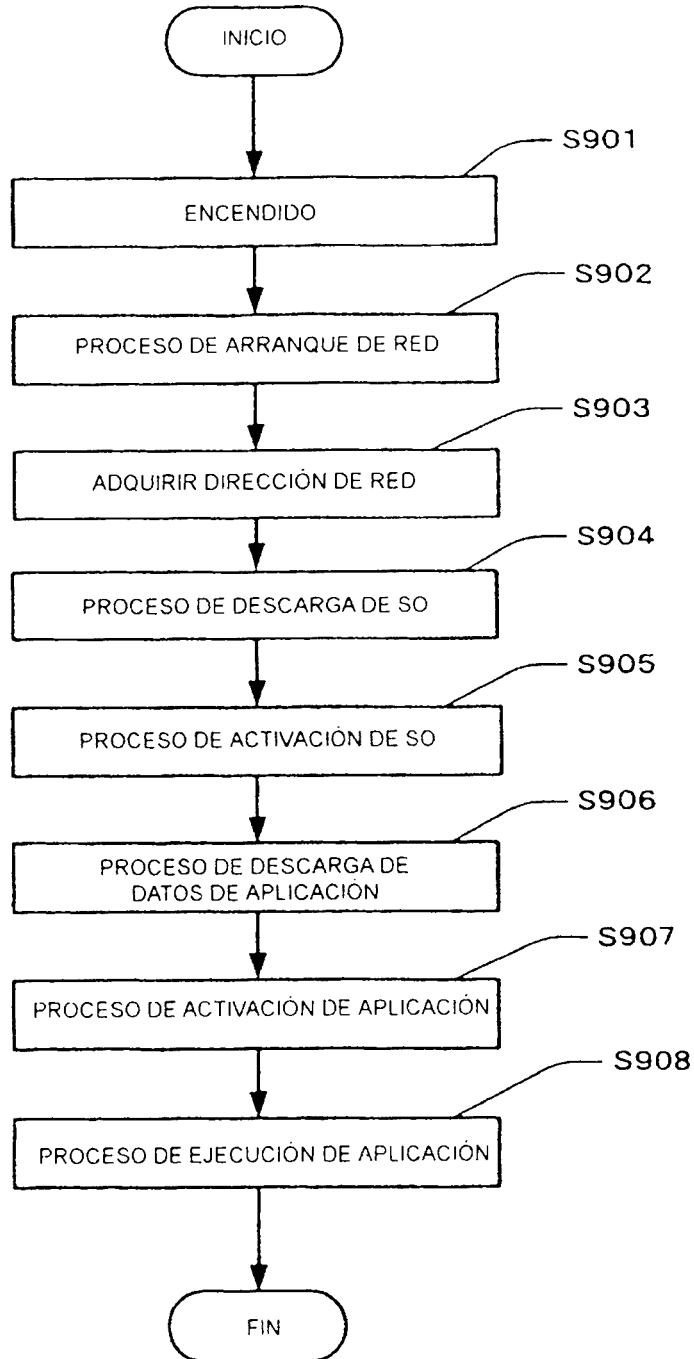 INICIO
S901
ENCENDIDO
S902
PROCESO DE ARRANQUE DE RED
S903
ADQUIRIR DIRECCIÓN DE RED
S904
PROCESO DE DESCARGA DE SO
S905
PROCESO DE ACTIVACIÓN DE SO
S906
PROCESO DE DESCARGA DE
DATOS DE APLICACIÓN
S907
PROCESO DE ACTIVACIÓN DE APLICACIÓN
S908
PROCESO DE EJECUCIÓN DE APLICACIÓN
FIN